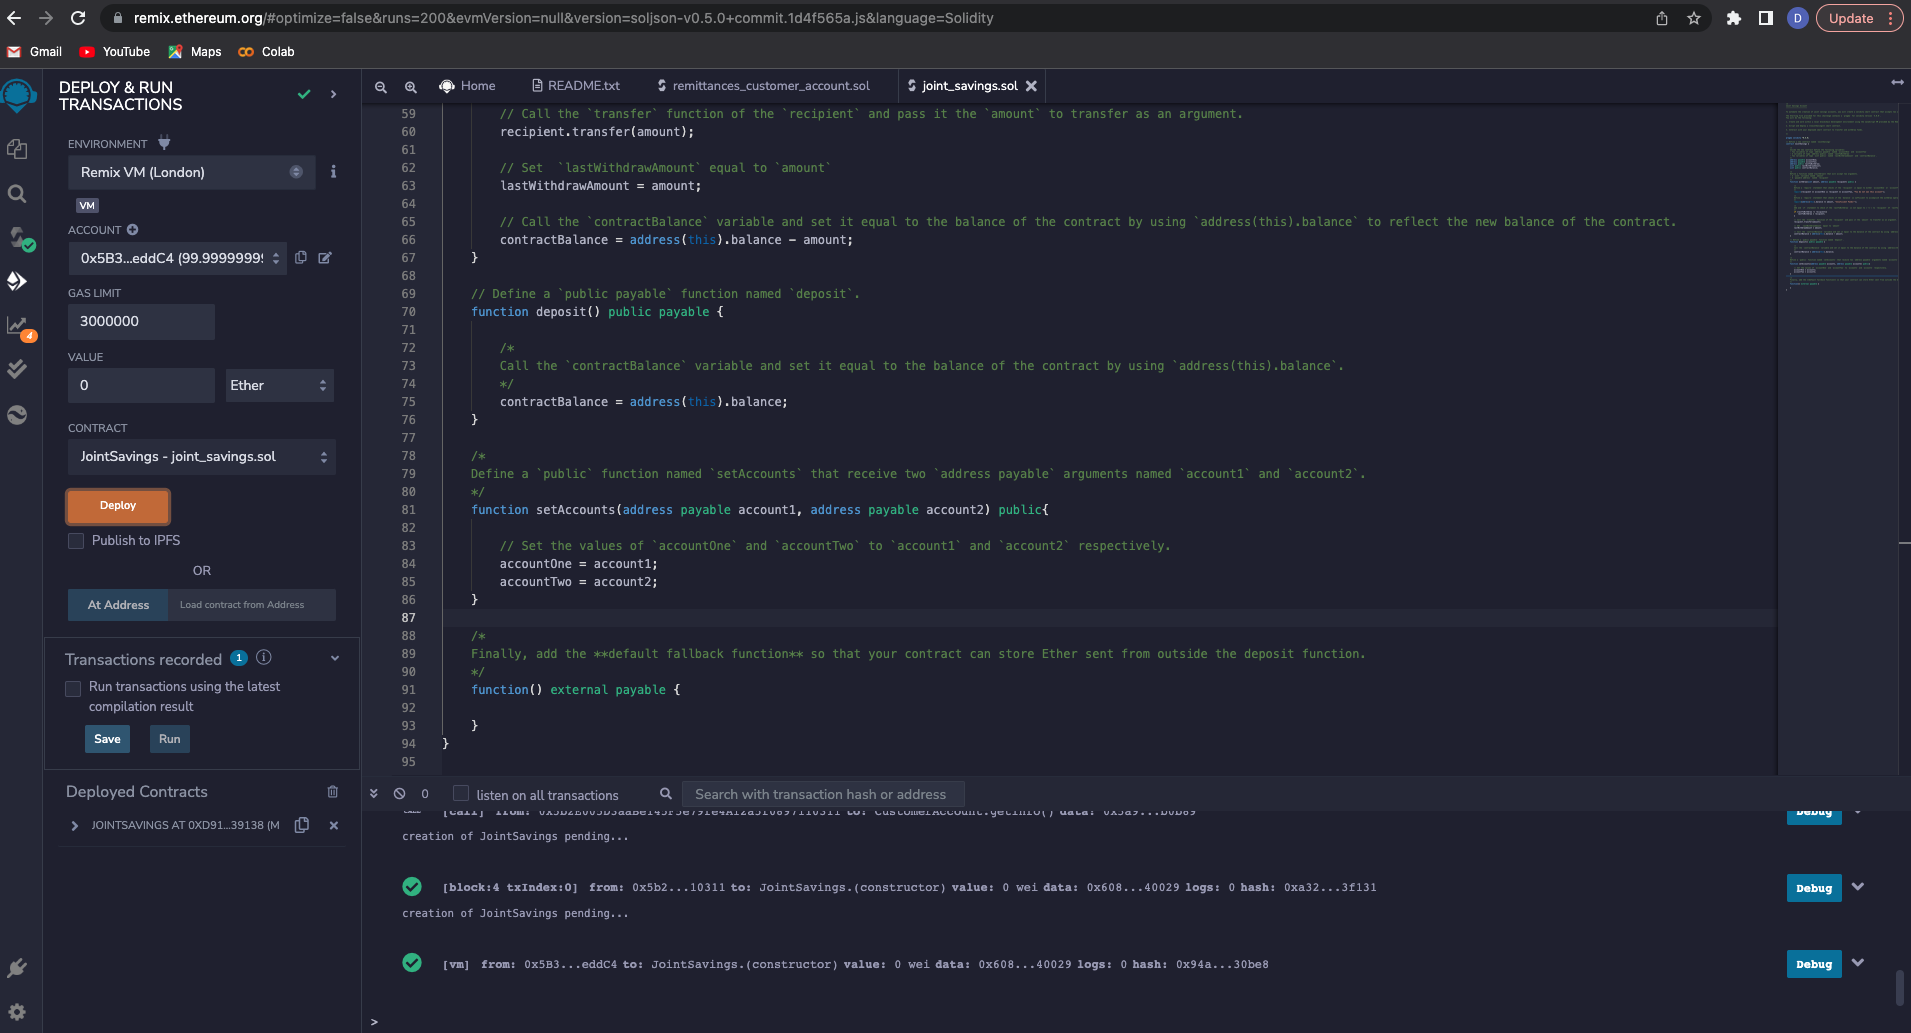 remix.ethereum.org/#optimize=false&runs=200&evmVersion=null&version=soljson-v0.5.0+commit.1d4f565a.js&language=Solidity
D
Update
Gmail
YouTube
Maps
Colab
DEPLOY & RUN
TRANSACTIONS
ENVIRONMENT
Remix VM (London)
VM
ACCOUNT
0x5B3...eddC4 (99.9999999!
GAS LIMIT
3000000
VALUE
0
Ether
CONTRACT
JointSavings - joint_savings.sol
Deploy
Publish to IPFS
OR
At Address
Load contract from Address
Transactions recorded 1 i
Run transactions using the latest
compilation result
Save
Run
Deployed Contracts
JOINTSAVINGS AT 0XD91...39138 (M
4
Home
README.txt
remittances_customer_account.sol
joint_savings.sol
59 // Call the `transfer` function of the `recipient` and pass it the `amount` to transfer as an argument.
60 recipient.transfer(amount);
61
62 // Set  `lastWithdrawAmount` equal to `amount`
63 lastWithdrawAmount = amount;
64
65 // Call the `contractBalance` variable and set it equal to the balance of the contract by using `address(this).balance` to reflect the new balance of the contract.
66 contractBalance = address(this).balance - amount;
67 }
68
69 // Define a `public payable` function named `deposit`.
70 function deposit() public payable {
71
72 /*
73 Call the `contractBalance` variable and set it equal to the balance of the contract by using `address(this).balance`.
74 */
75 contractBalance = address(this).balance;
76 }
77
78 /*
79 Define a `public` function named `setAccounts` that receive two `address payable` arguments named `account1` and `account2`.
80 */
81 function setAccounts(address payable account1, address payable account2) public{
82
83 // Set the values of `accountOne` and `accountTwo` to `account1` and `account2` respectively.
84 accountOne = account1;
85 accountTwo = account2;
86 }
87
88 /*
89 Finally, add the **default fallback function** so that your contract can store Ether sent from outside the deposit function.
90 */
91 function() external payable {
92
93 }
94 }
95
0
listen on all transactions
Search with transaction hash or address
Debug
creation of JointSavings pending...
[block:4 txIndex:0] from: 0x5b2...10311 to: JointSavings.(constructor) value: 0 wei data: 0x608...40029 logs: 0 hash: 0xa32...3f131
Debug
creation of JointSavings pending...
[vm] from: 0x5B3...eddC4 to: JointSavings.(constructor) value: 0 wei data: 0x608...40029 logs: 0 hash: 0x94a...30be8
Debug
>